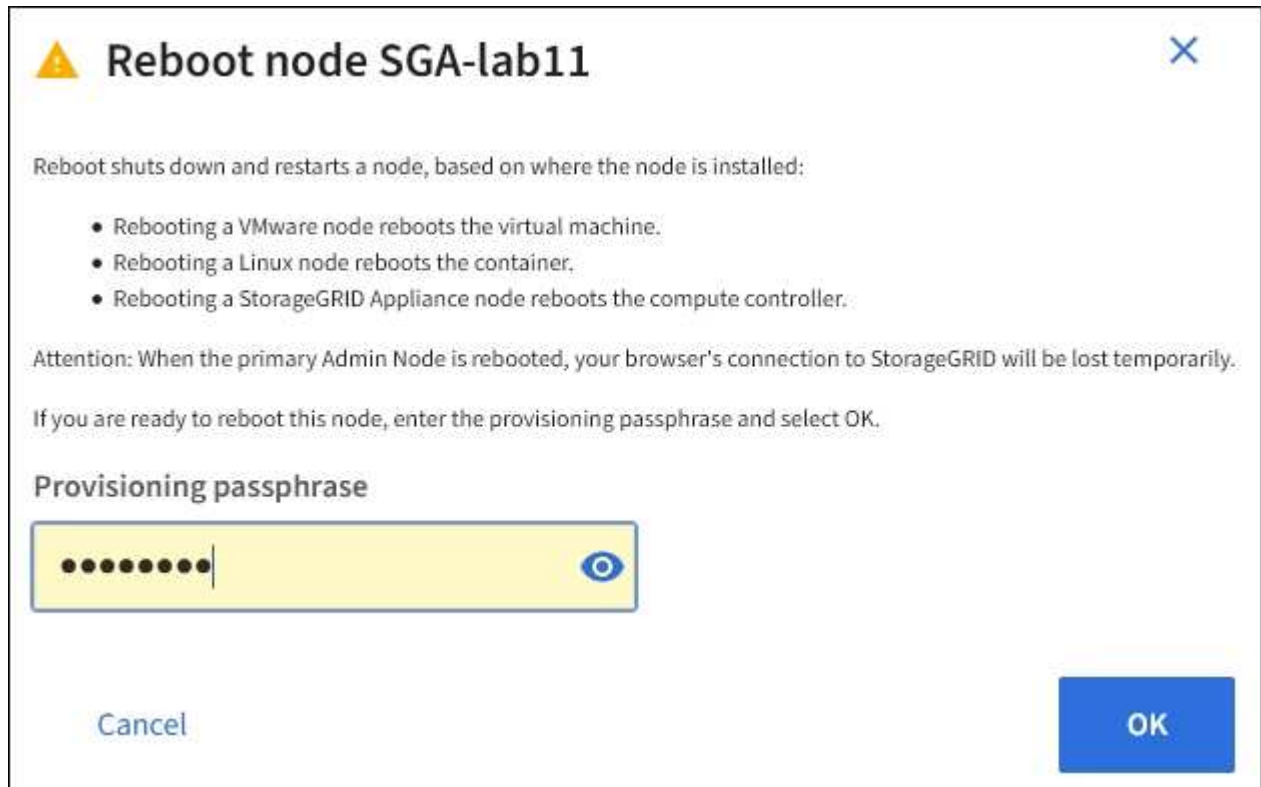 Reboot node SGA-lab11
Reboot shuts down and restarts a node, based on where the node is installed:
• Rebooting a VMware node reboots the virtual machine.
• Rebooting a Linux node reboots the container.
• Rebooting a StorageGRID Appliance node reboots the compute controller.
Attention: When the primary Admin Node is rebooted, your browser's connection to StorageGRID will be lost temporarily.
If you are ready to reboot this node, enter the provisioning passphrase and select OK.
Provisioning passphrase
••••••••
Cancel
OK